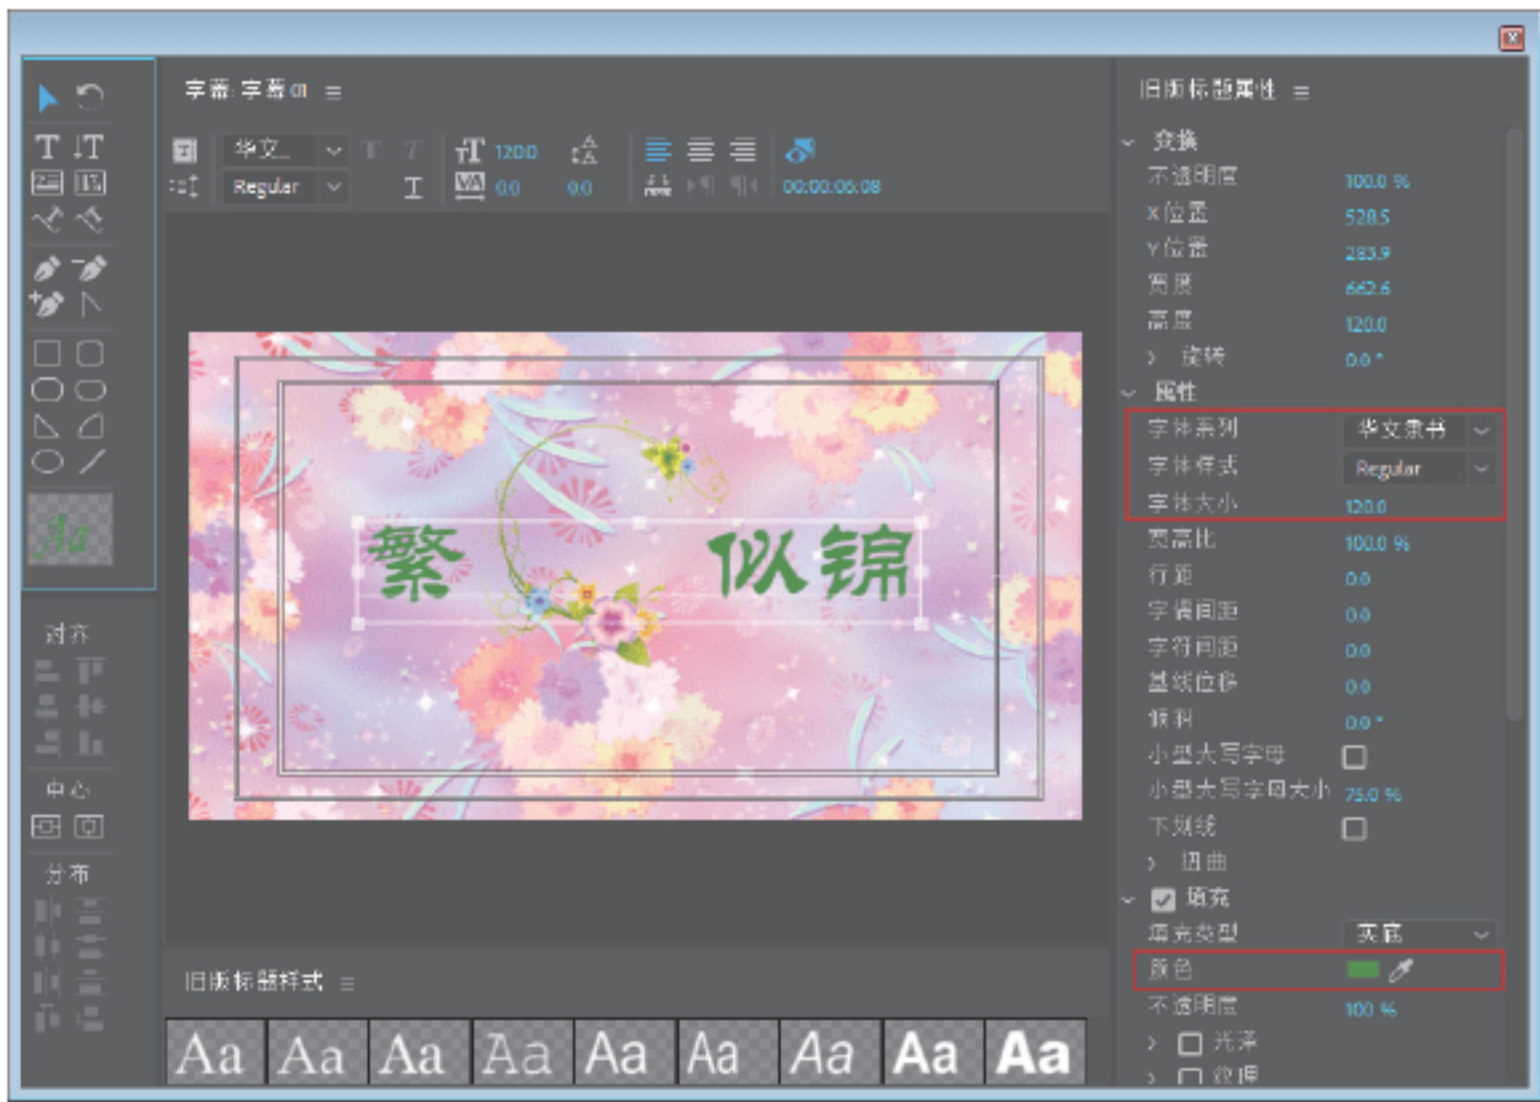 字幕: 字幕 01
华文_
120.0
Regular
0.0
0.0
00:00:06:08
对齐
中心
分布
繁 似锦
旧版标题样式
Aa Aa Aa Aa Aa Aa Aa Aa Aa
旧版标题属性
变换
不透明度 100.0 %
X 位置 528.5
Y 位置 283.9
宽度 662.6
高度 120.0
旋转 0.0 °
属性
字体系列 华文隶书
字体样式 Regular
字体大小 120.0
宽高比 100.0 %
行距 0.0
字偶间距 0.0
字符间距 0.0
基线位移 0.0
倾斜 0.0 °
小型大写字母
小型大写字母大小 75.0 %
下划线
扭曲
填充
填充类型 实底
颜色
不透明度 100 %
光泽
纹理